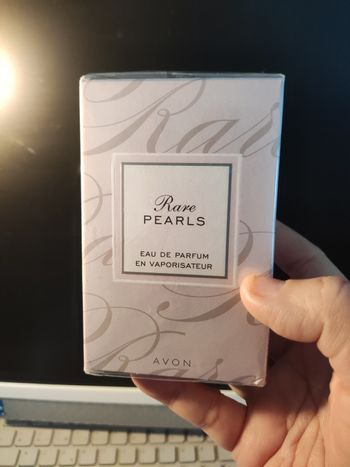 Rare
PEARLS
EAU DE PARFUM
EN VAPORISATEUR
AVON